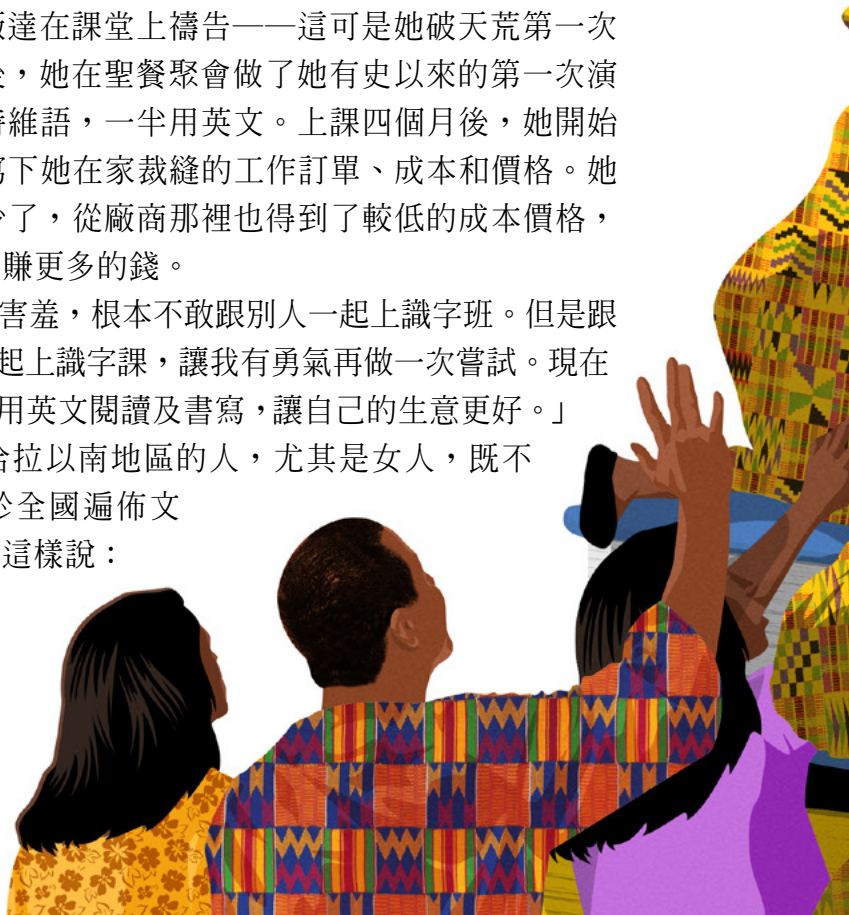 達在課堂上禱告——這可是她破天荒第一次
,她在聖餐聚會做了她有史以來的第一次演
維語,一半用英文。上課四個月後,她開始
寫下她在家裁縫的工作訂單、成本和價格。她
了,從廠商那裡也得到了較低的成本價格,
賺更多的錢。
害羞,根本不敢跟別人一起上識字班。但是跟
起上識字課,讓我有勇氣再做一次嘗試。現在
用英文閱讀及書寫,讓自己的生意更好。」
哈拉以南地區的人,尤其是女人,既不
於全國遍佈文
這樣說: